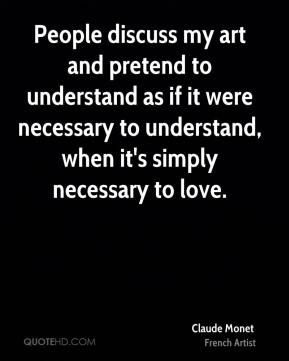 People discuss my art
and pretend to
understand as if it were
necessary to understand,
when it's simply
necessary to love.
Claude Monet
QUOTEHD.COM
French Artist